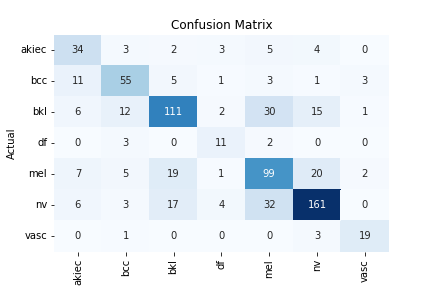 Confusion Matrix
Actual
akiec 34 3 2 3 5 4 0
bcc 11 55 5 1 3 1 3
bkl 6 12 111 2 30 15 1
df 0 3 0 11 2 0 0
mel 7 5 19 1 99 20 2
nv 6 3 17 4 32 161 0
vasc 0 1 0 0 0 3 19
akiec bcc bkl df mel nv vasc